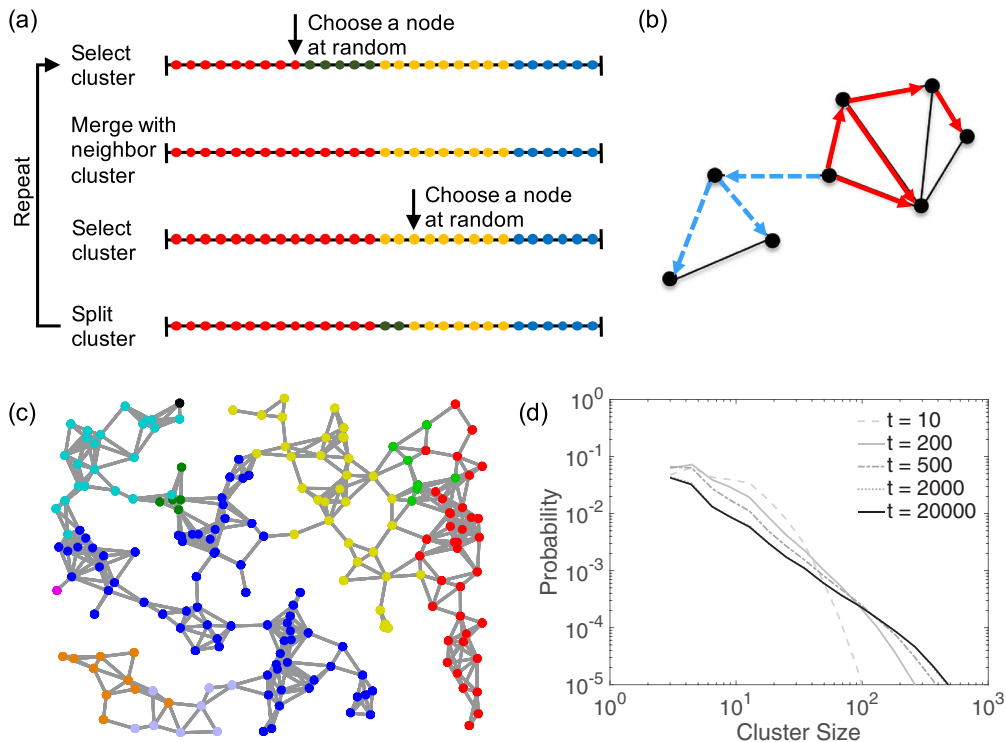 (a)
Choose a node
at random
Select
cluster
Merge with
neighbor
cluster
Repeat
Choose a node
at random
Select
cluster
Split
cluster
(b)
(c)
(d)
10^0
10^-1
10^-2
10^-3
10^-4
10^-5
Probability
t = 10
t = 200
t = 500
t = 2000
t = 20000
10^0
10^1
10^2
10^3
Cluster Size